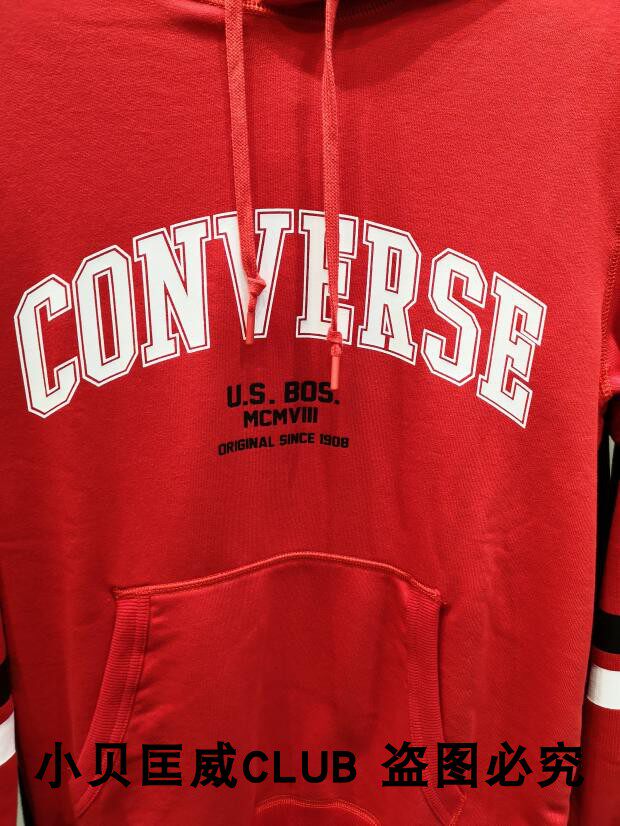 CONVERSE
U.S. BOS.
MCMVIII
ORIGINAL SINCE 1908
小贝匡威CLUB 盗图必究